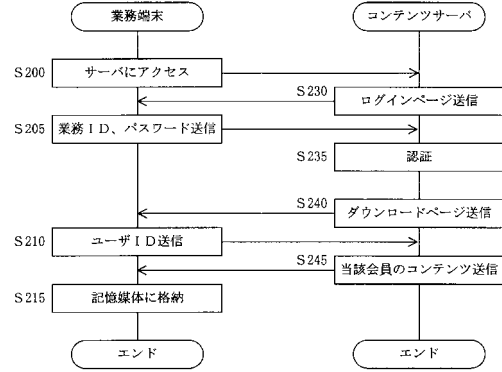 業務端末
コンテンツサーバ
S200
サーバにアクセス
S230
ログインページ送信
S205
業務ID、パスワード送信
S235
認証
S240
ダウンロードページ送信
S210
ユーザID送信
S245
当該会員のコンテンツ送信
S215
記憶媒体に格納
エンド
エンド